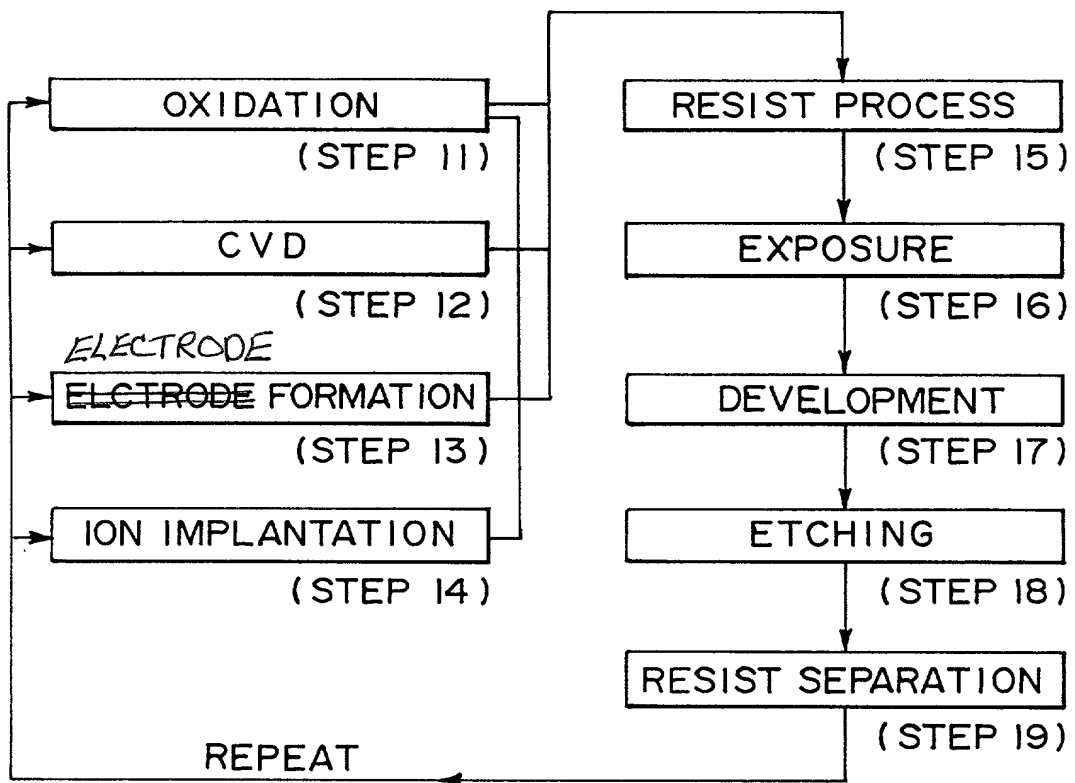 OXIDATION
(STEP 11)
CVD
(STEP 12)
ELECTRODE
ELCTRODE FORMATION
(STEP 13)
ION IMPLANTATION
(STEP 14)
RESIST PROCESS
(STEP 15)
EXPOSURE
(STEP 16)
DEVELOPMENT
(STEP 17)
ETCHING
(STEP 18)
RESIST SEPARATION
(STEP 19)
REPEAT